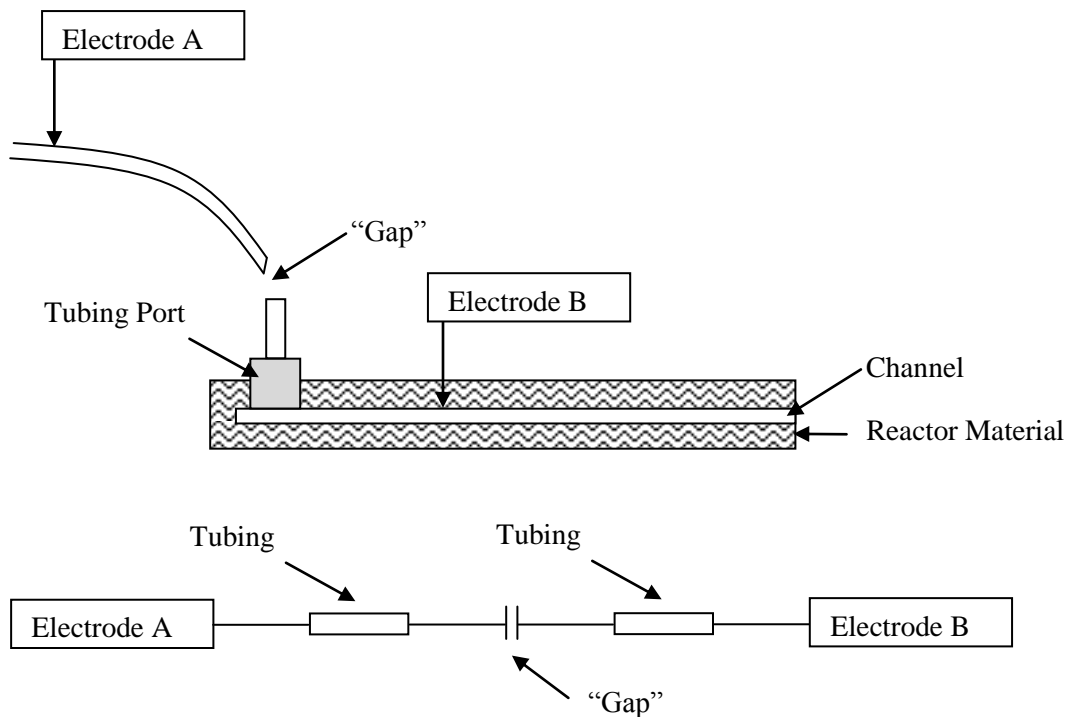 Electrode A
“Gap”
Electrode B
Tubing Port
Channel
Reactor Material
Tubing
Tubing
Electrode A
Electrode B
“Gap”